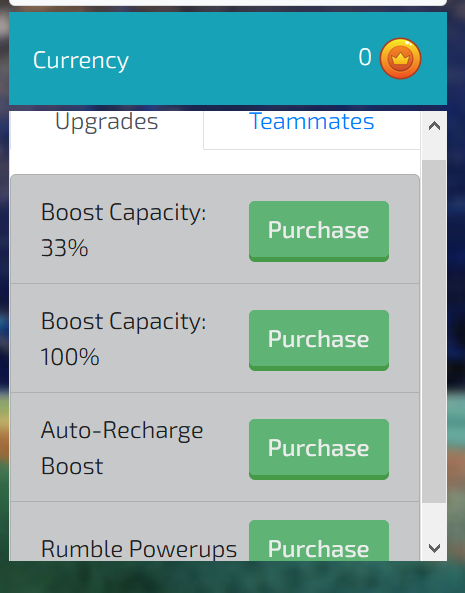 Currency
0
Upgrades
Teammates
Boost Capacity:
33%
Purchase
Boost Capacity:
100%
Purchase
Auto-Recharge
Boost
Purchase
Rumble Powerups
Purchase